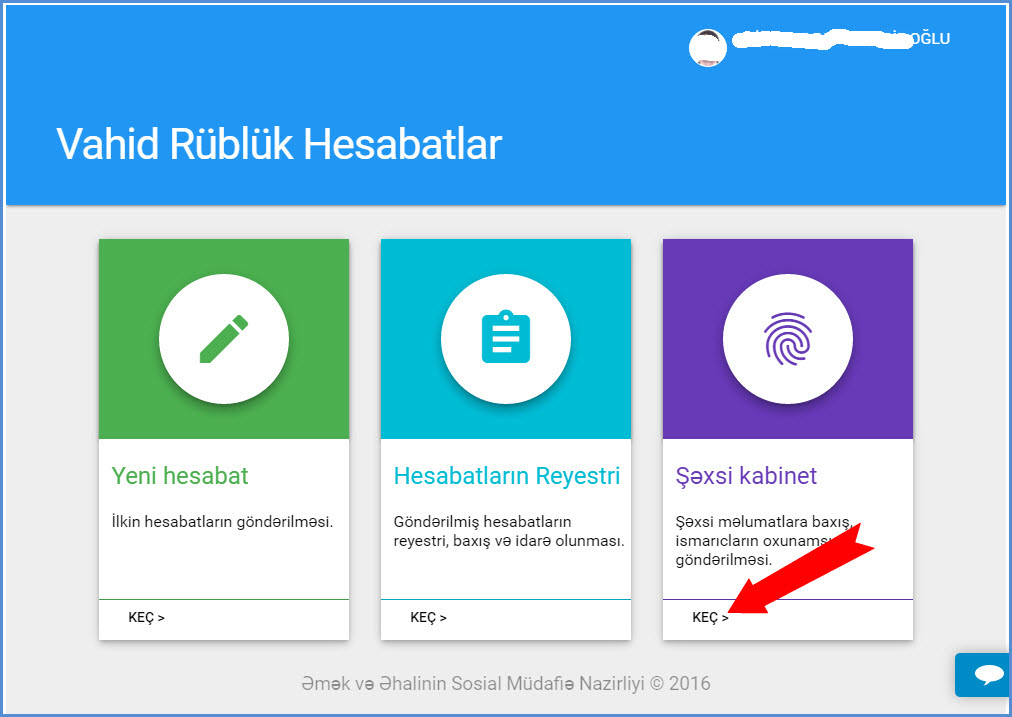 OĞLU
Vahid Rüblük Hesabatlar
Yeni hesabat
İlkin hesabatların göndərilməsi.
KEÇ >
Hesabatların Reyestri
Göndərilmiş hesabatların
reyestri, baxış və idarə olunması.
KEÇ >
Şəxsi kabinet
Şəxsi məlumatlara baxış,
ismarıcların
göndərilməsi.
KEÇ >
Əmək və Əhalinin Sosial Müdafiə Nazirliyi © 2016